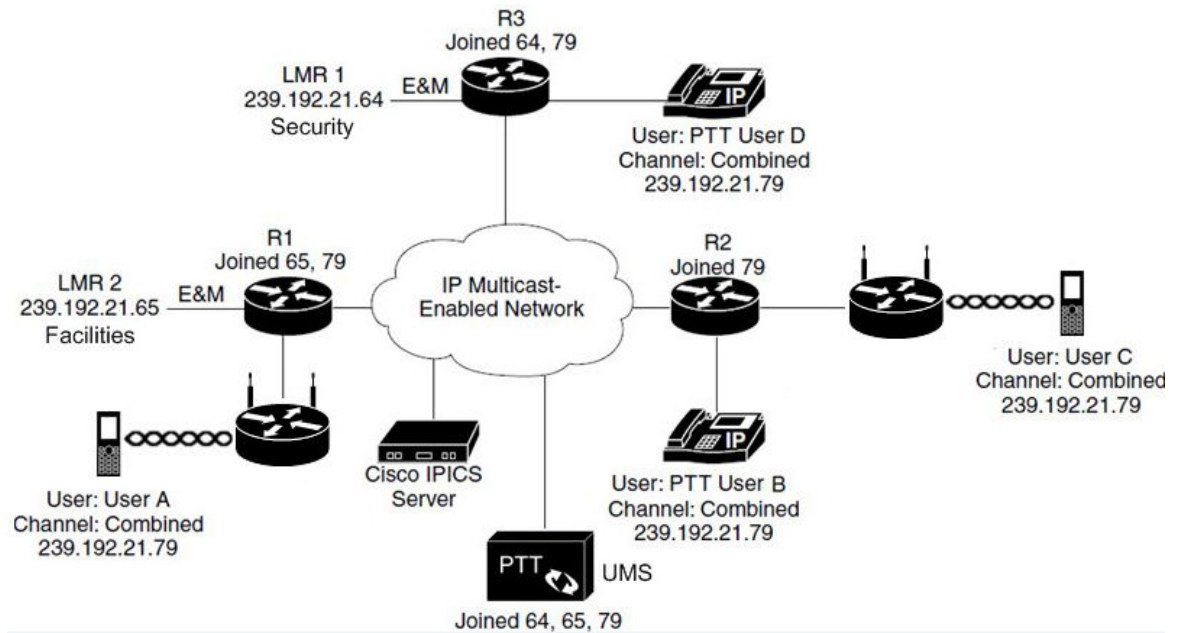 R3
Joined 64, 79
LMR 1
239.192.21.64
Security
E&M
IP
User: PTT User D
Channel: Combined
239.192.21.79
R1
Joined 65, 79
LMR 2
239.192.21.65
Facilities
E&M
IP Multicast-
Enabled Network
R2
Joined 79
User: User C
Channel: Combined
239.192.21.79
User: User A
Channel: Combined
239.192.21.79
Cisco IPICS
Server
IP
User: PTT User B
Channel: Combined
239.192.21.79
PTT
UMS
Joined 64, 65, 79